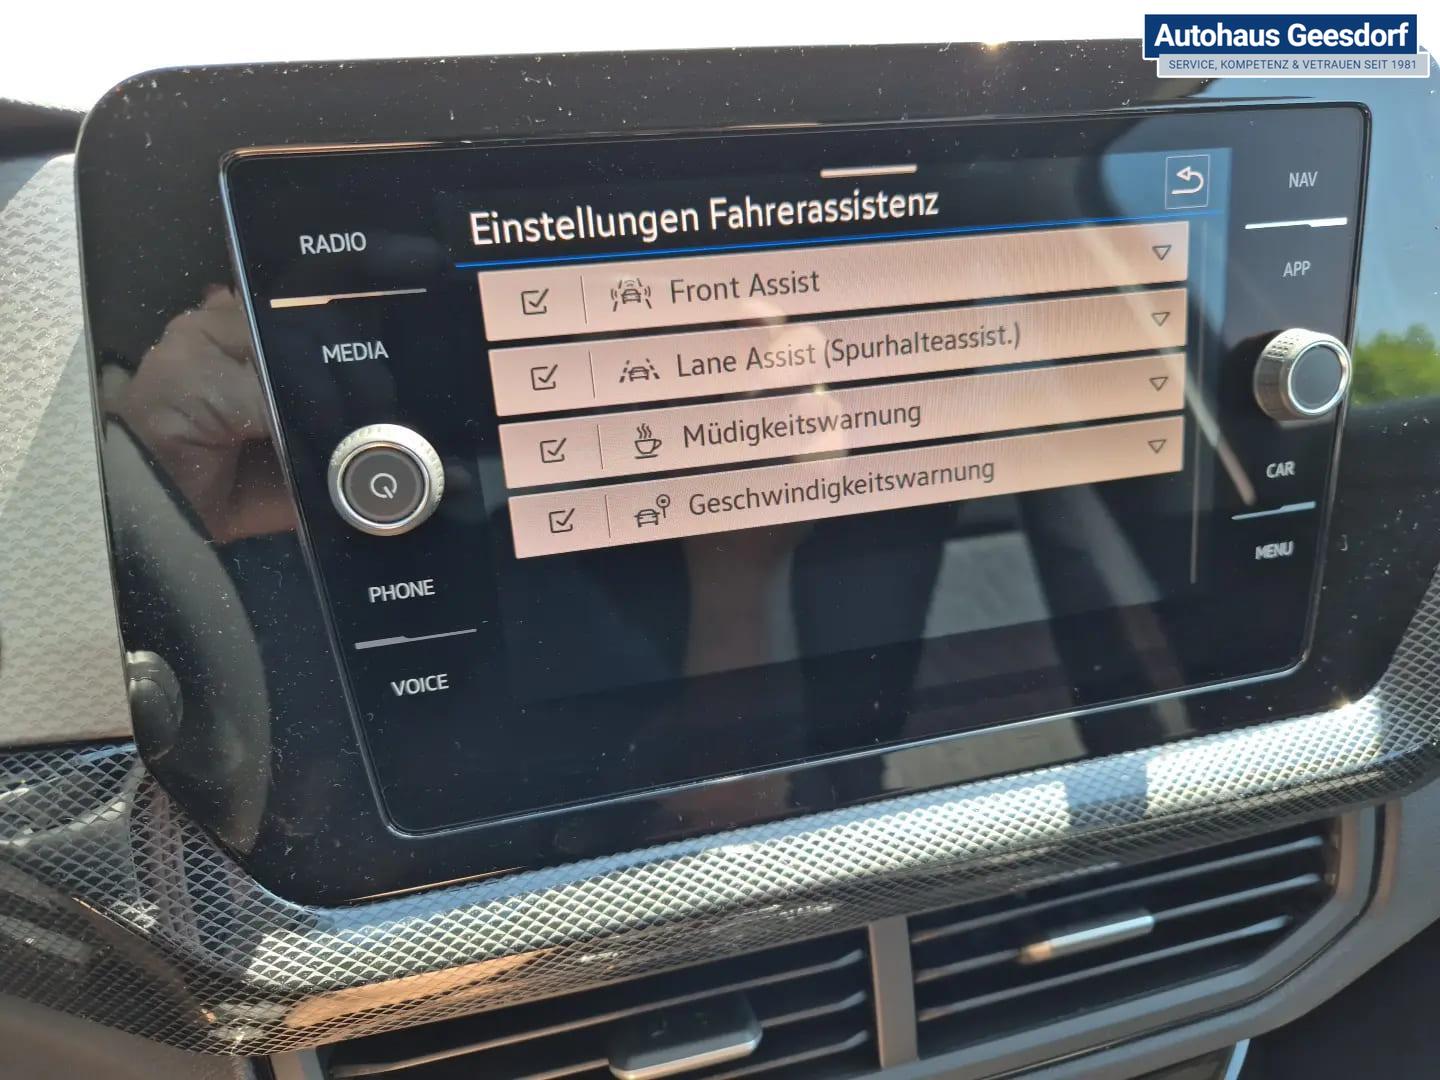 Autohaus Geesdorf
SERVICE, KOMPETENZ & VETRAUEN SEIT 1981
Einstellungen Fahrerassistenz
Front Assist
Lane Assist (Spurhalteassist.)
Müdigkeitswarnung
Geschwindigkeitswarnung
RADIO
MEDIA
PHONE
VOICE
NAV
APP
CAR
MENU